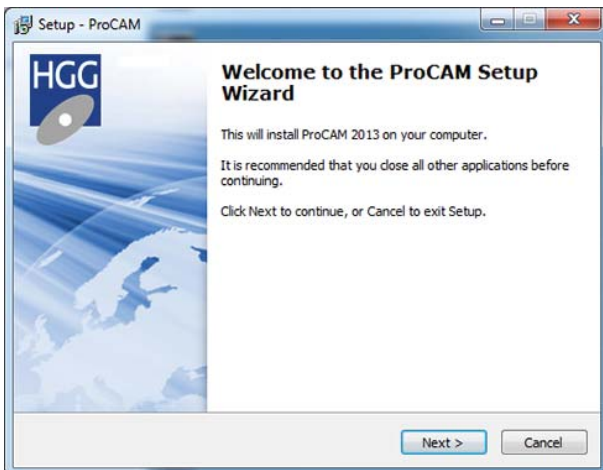 Setup - ProCAM
HGG
Welcome to the ProCAM Setup
Wizard
This will install ProCAM 2013 on your computer.
It is recommended that you close all other applications before
continuing.
Click Next to continue, or Cancel to exit Setup.
Next >
Cancel